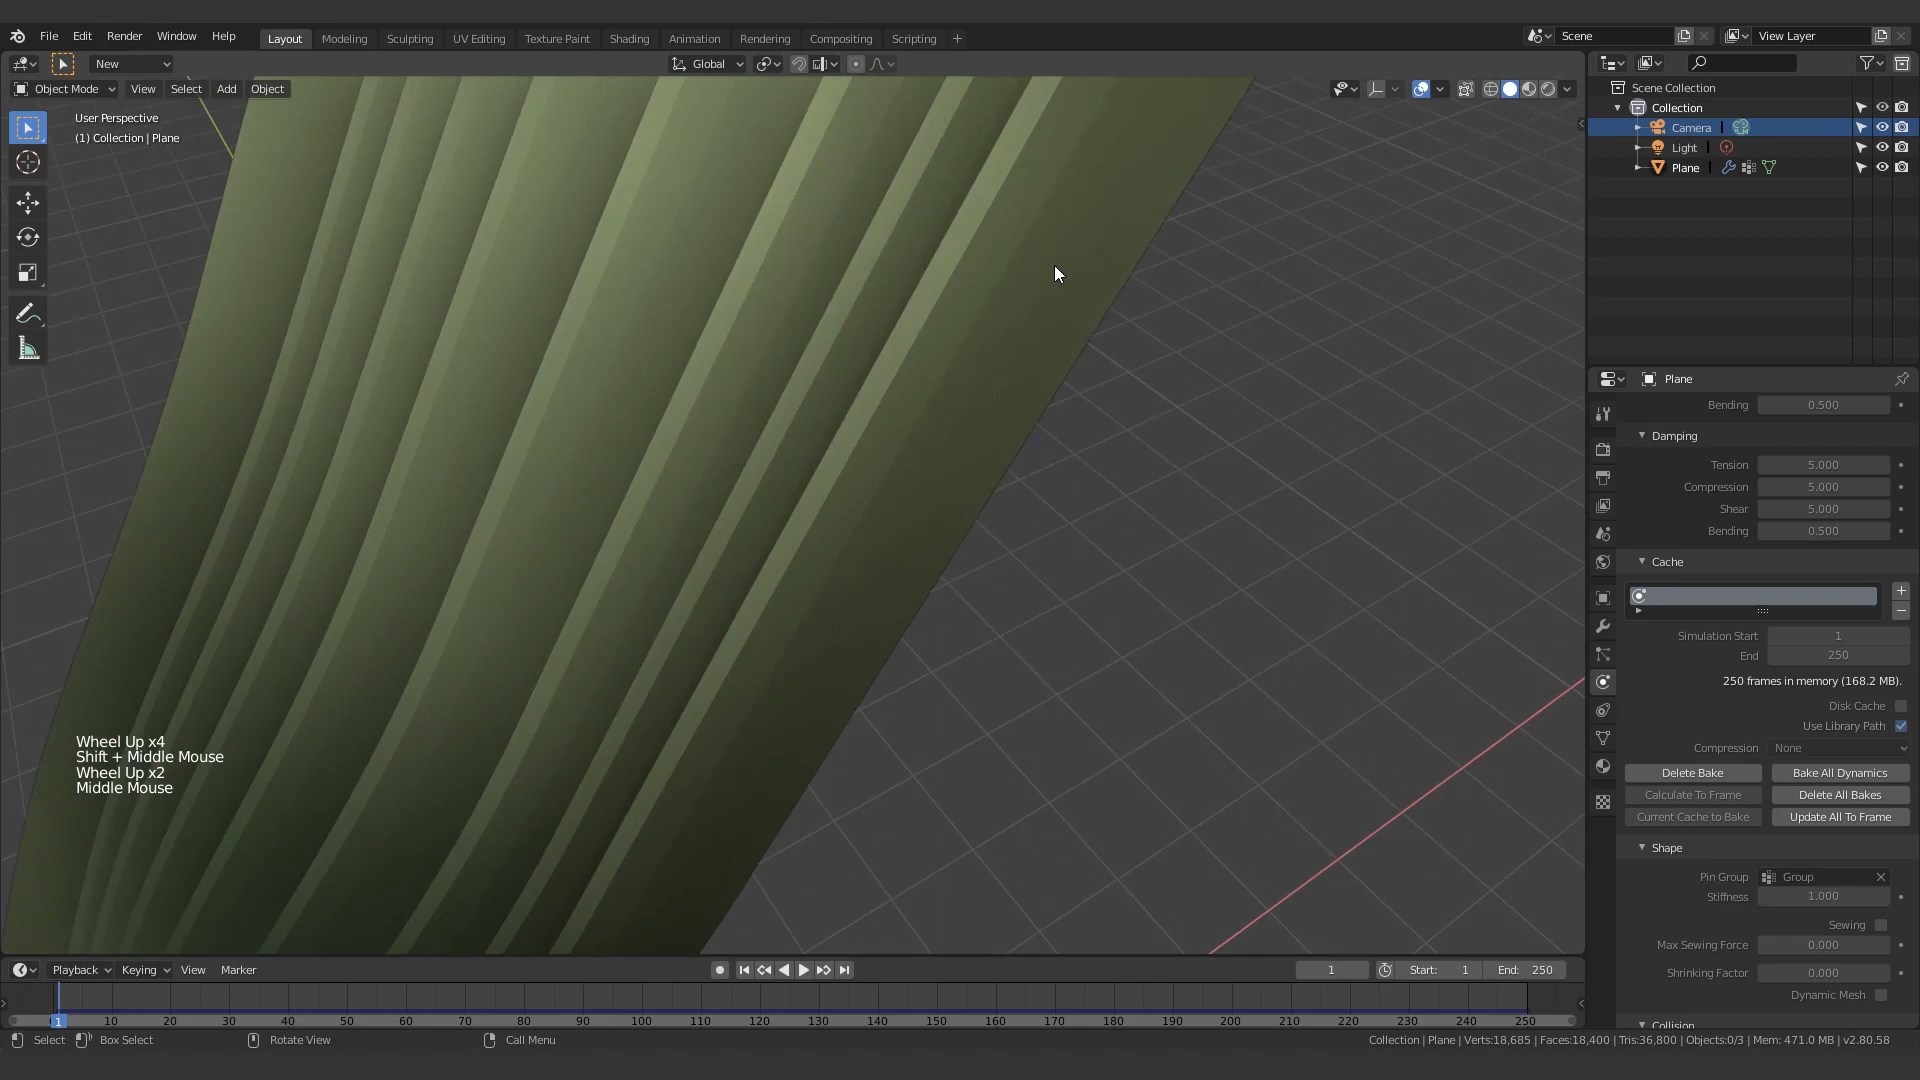 File Edit Render Window Help
Layout Modeling Sculpting UV Editing Texture Paint Shading Animation Rendering Compositing Scripting +
Scene
View Layer
New
Global
Object Mode View Select Add Object
User Perspective
(1) Collection | Plane
Scene Collection
Collection
Camera
Light
Plane
Plane
Bending 0.500
Damping
Tension 5.000
Compression 5.000
Shear 5.000
Bending 0.500
Cache
Simulation Start 1
End 250
250 frames in memory (168.2 MB).
Disk Cache
Use Library Path
Compression None
Delete Bake Bake All Dynamics
Calculate To Frame Delete All Bakes
Current Cache to Bake Update All To Frame
Shape
Pin Group Group
Stiffness 1.000
Sewing
Max Sewing Force 0.000
Shrinking Factor 0.000
Dynamic Mesh
Collision
Wheel Up x4
Shift + Middle Mouse
Wheel Up x2
Middle Mouse
Playback Keying View Marker
1 Start: 1 End: 250
1 10 20 30 40 50 60 70 80 90 100 110 120 130 140 150 160 170 180 190 200 210 220 230 240 250
Select Box Select Rotate View Call Menu
Collection | Plane | Verts:18,685 | Faces:18,400 | Tris:36,800 | Objects:0/3 | Mem: 471.0 MB | v2.80.58